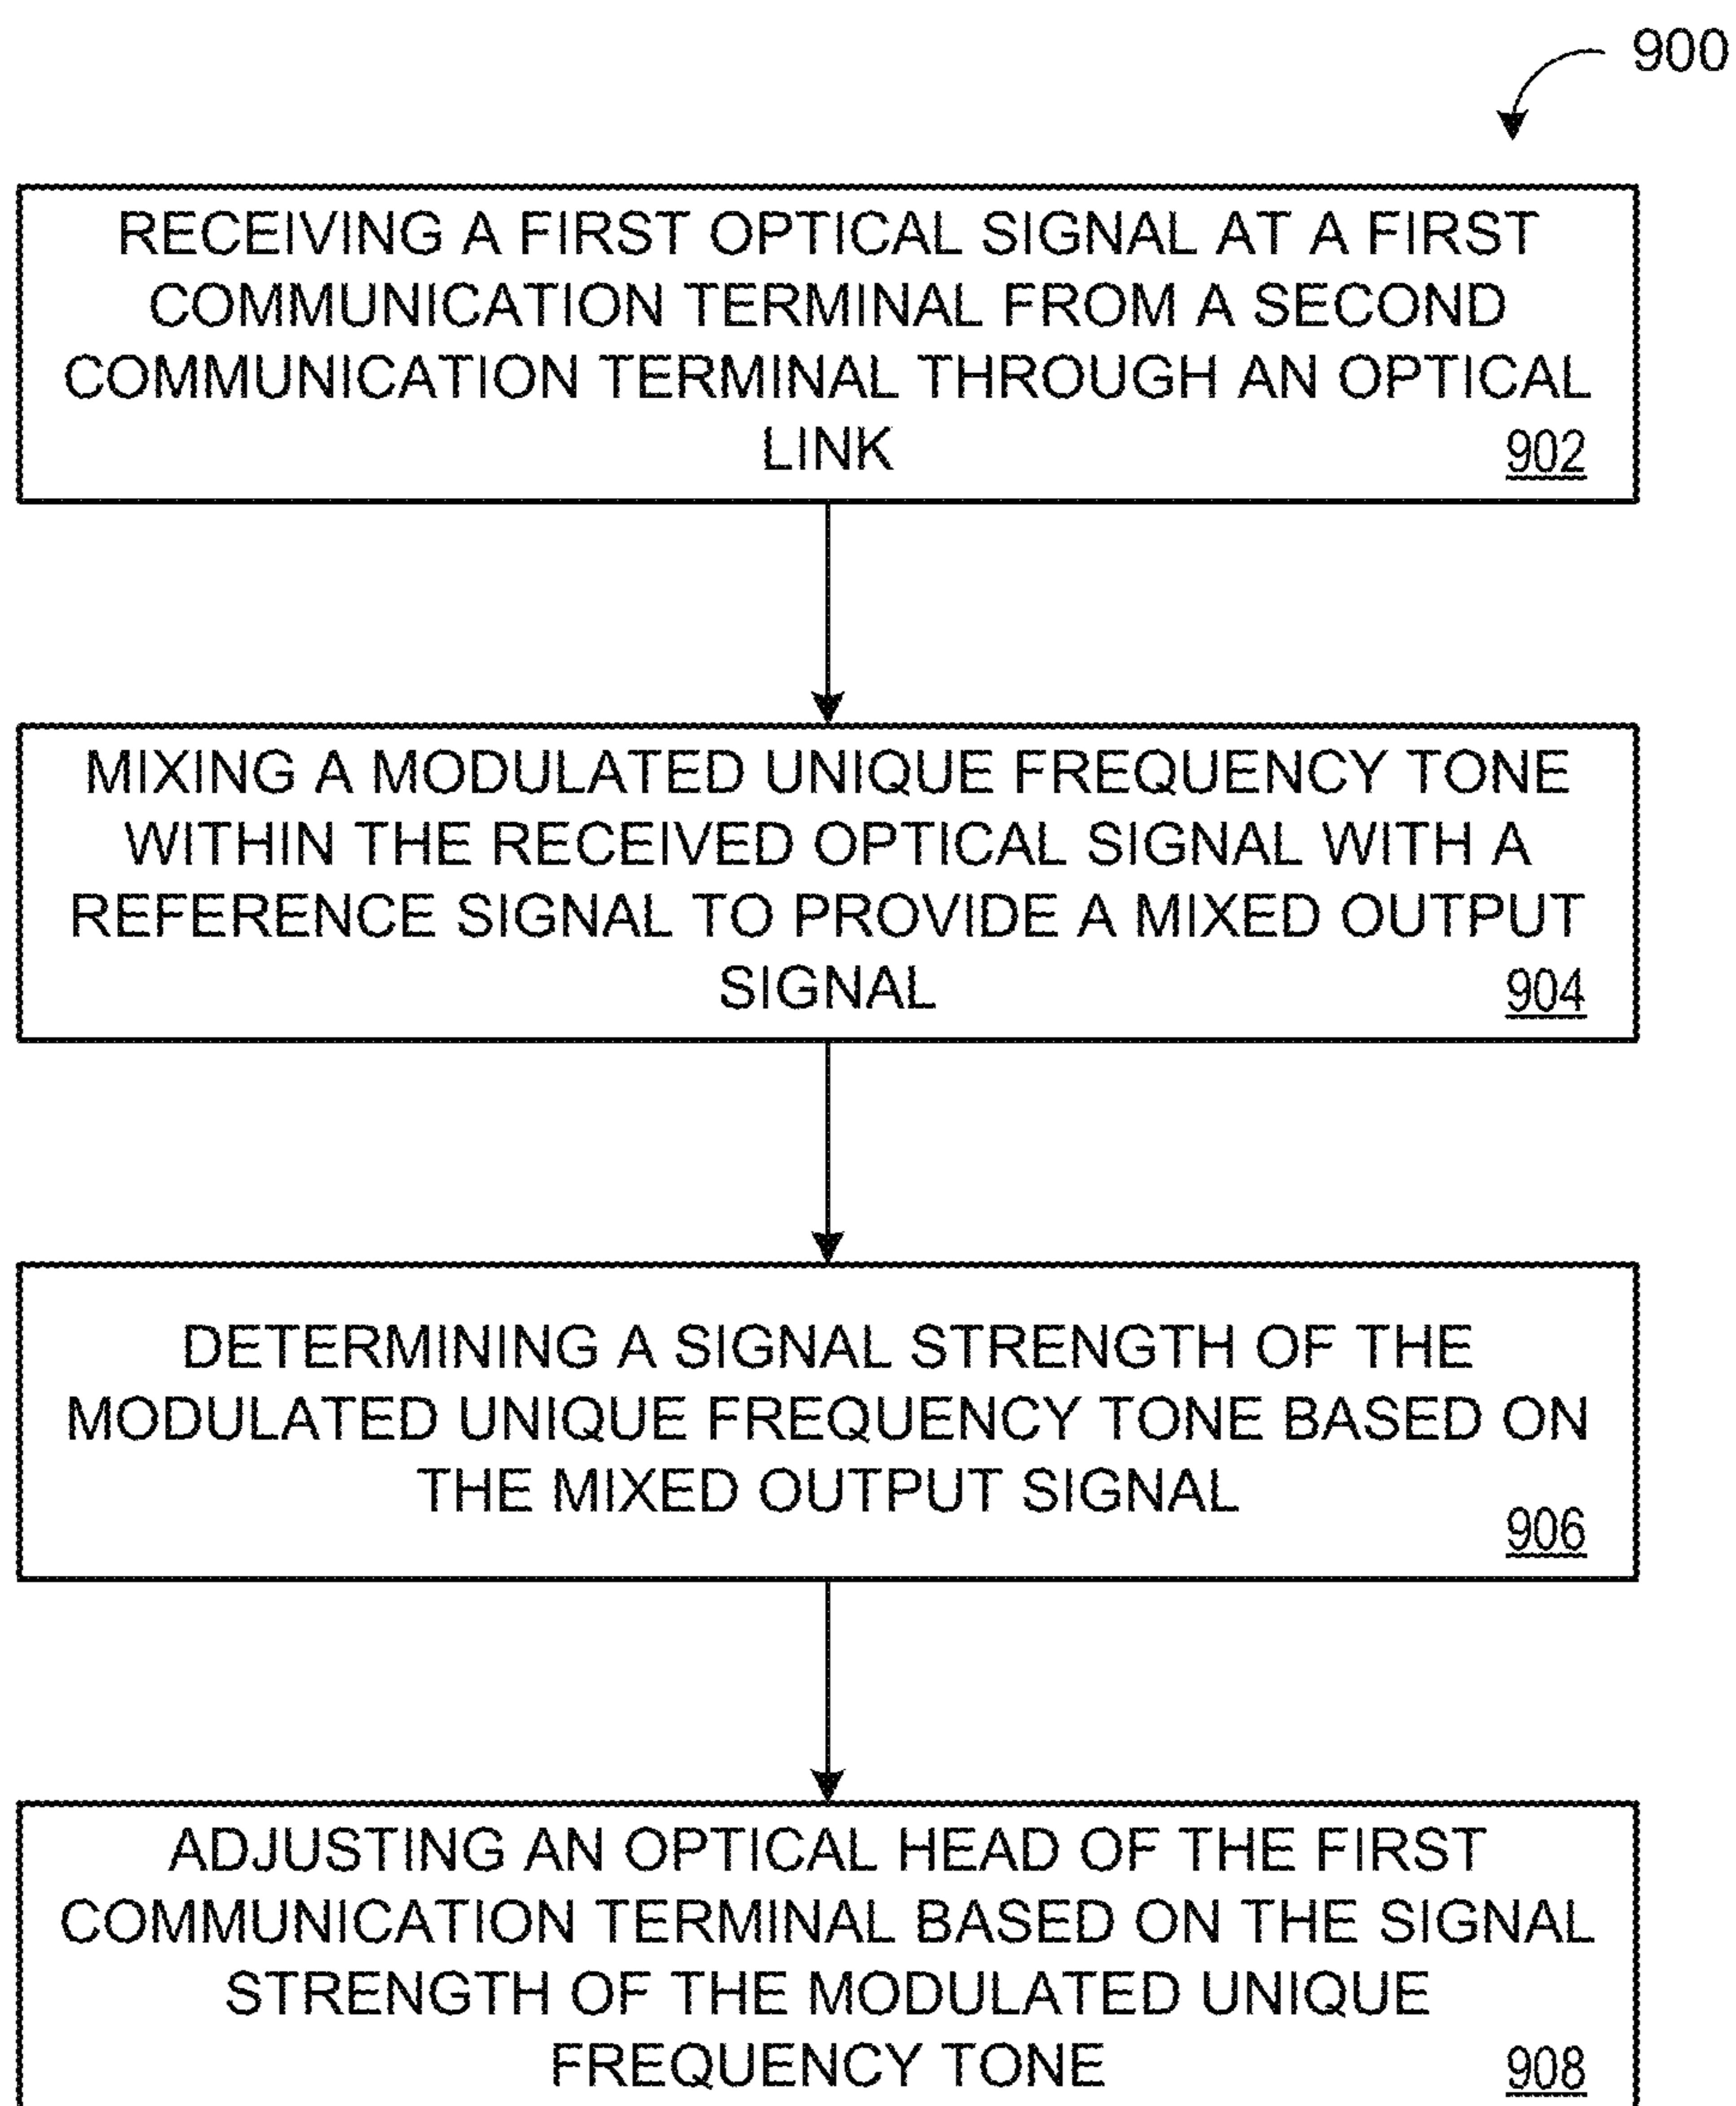 900
RECEIVING A FIRST OPTICAL SIGNAL AT A FIRST
COMMUNICATION TERMINAL FROM A SECOND
COMMUNICATION TERMINAL THROUGH AN OPTICAL
LINK
902
MIXING A MODULATED UNIQUE FREQUENCY TONE
WITHIN THE RECEIVED OPTICAL SIGNAL WITH A
REFERENCE SIGNAL TO PROVIDE A MIXED OUTPUT
SIGNAL
904
DETERMINING A SIGNAL STRENGTH OF THE
MODULATED UNIQUE FREQUENCY TONE BASED ON
THE MIXED OUTPUT SIGNAL
906
ADJUSTING AN OPTICAL HEAD OF THE FIRST
COMMUNICATION TERMINAL BASED ON THE SIGNAL
STRENGTH OF THE MODULATED UNIQUE
FREQUENCY TONE
908